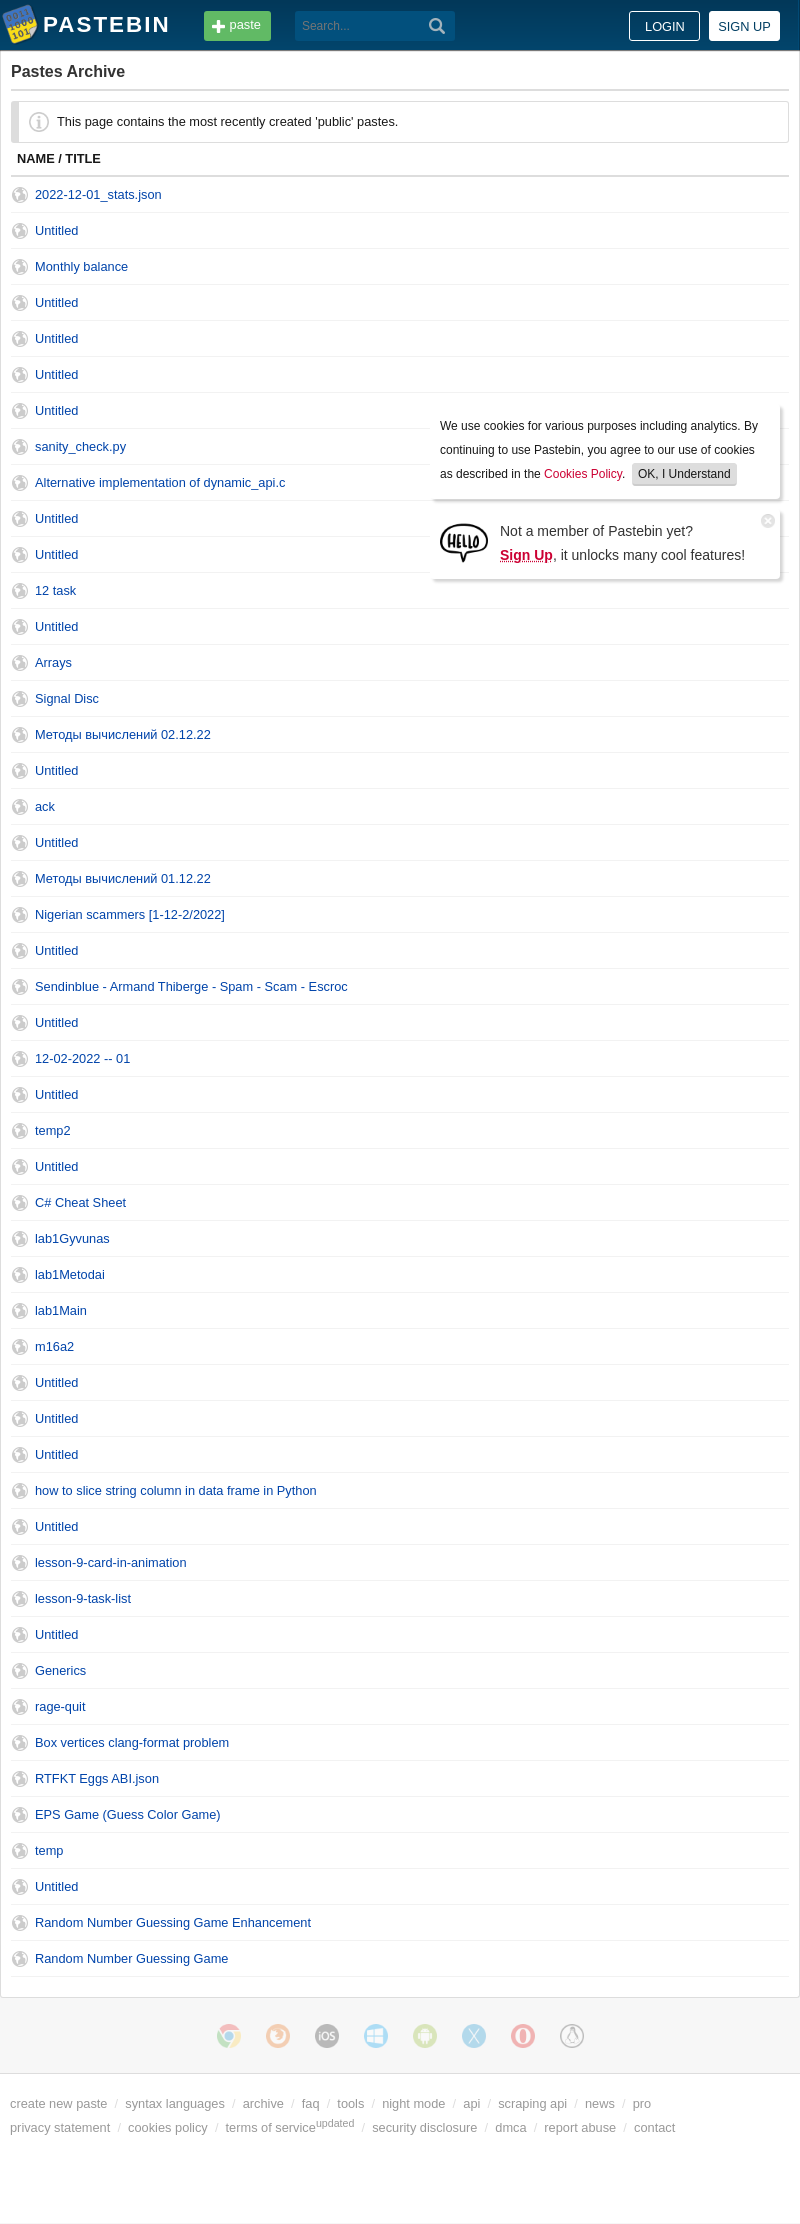 PASTEBIN
paste
Search...
LOGIN
SIGN UP
Pastes Archive
This page contains the most recently created 'public' pastes.
NAME / TITLE
2022-12-01_stats.json
Untitled
Monthly balance
Untitled
Untitled
Untitled
Untitled
sanity_check.py
Alternative implementation of dynamic_api.c
Untitled
Untitled
We use cookies for various purposes including analytics. By
continuing to use Pastebin, you agree to our use of cookies
as described in the Cookies Policy. OK, I Understand
HELLO
Not a member of Pastebin yet?
Sign Up, it unlocks many cool features!
12 task
Untitled
Arrays
Signal Disc
Методы вычислений 02.12.22
Untitled
ack
Untitled
Методы вычислений 01.12.22
Nigerian scammers [1-12-2/2022]
Untitled
Sendinblue - Armand Thiberge - Spam - Scam - Escroc
Untitled
12-02-2022 -- 01
Untitled
temp2
Untitled
C# Cheat Sheet
lab1Gyvunas
lab1Metodai
lab1Main
m16a2
Untitled
Untitled
Untitled
how to slice string column in data frame in Python
Untitled
lesson-9-card-in-animation
lesson-9-task-list
Untitled
Generics
rage-quit
Box vertices clang-format problem
RTFKT Eggs ABI.json
EPS Game (Guess Color Game)
temp
Untitled
Random Number Guessing Game Enhancement
Random Number Guessing Game
iOS
create new paste / syntax languages / archive / faq / tools / night mode / api / scraping api / news / pro
privacy statement / cookies policy / terms of serviceupdated / security disclosure / dmca / report abuse / contact